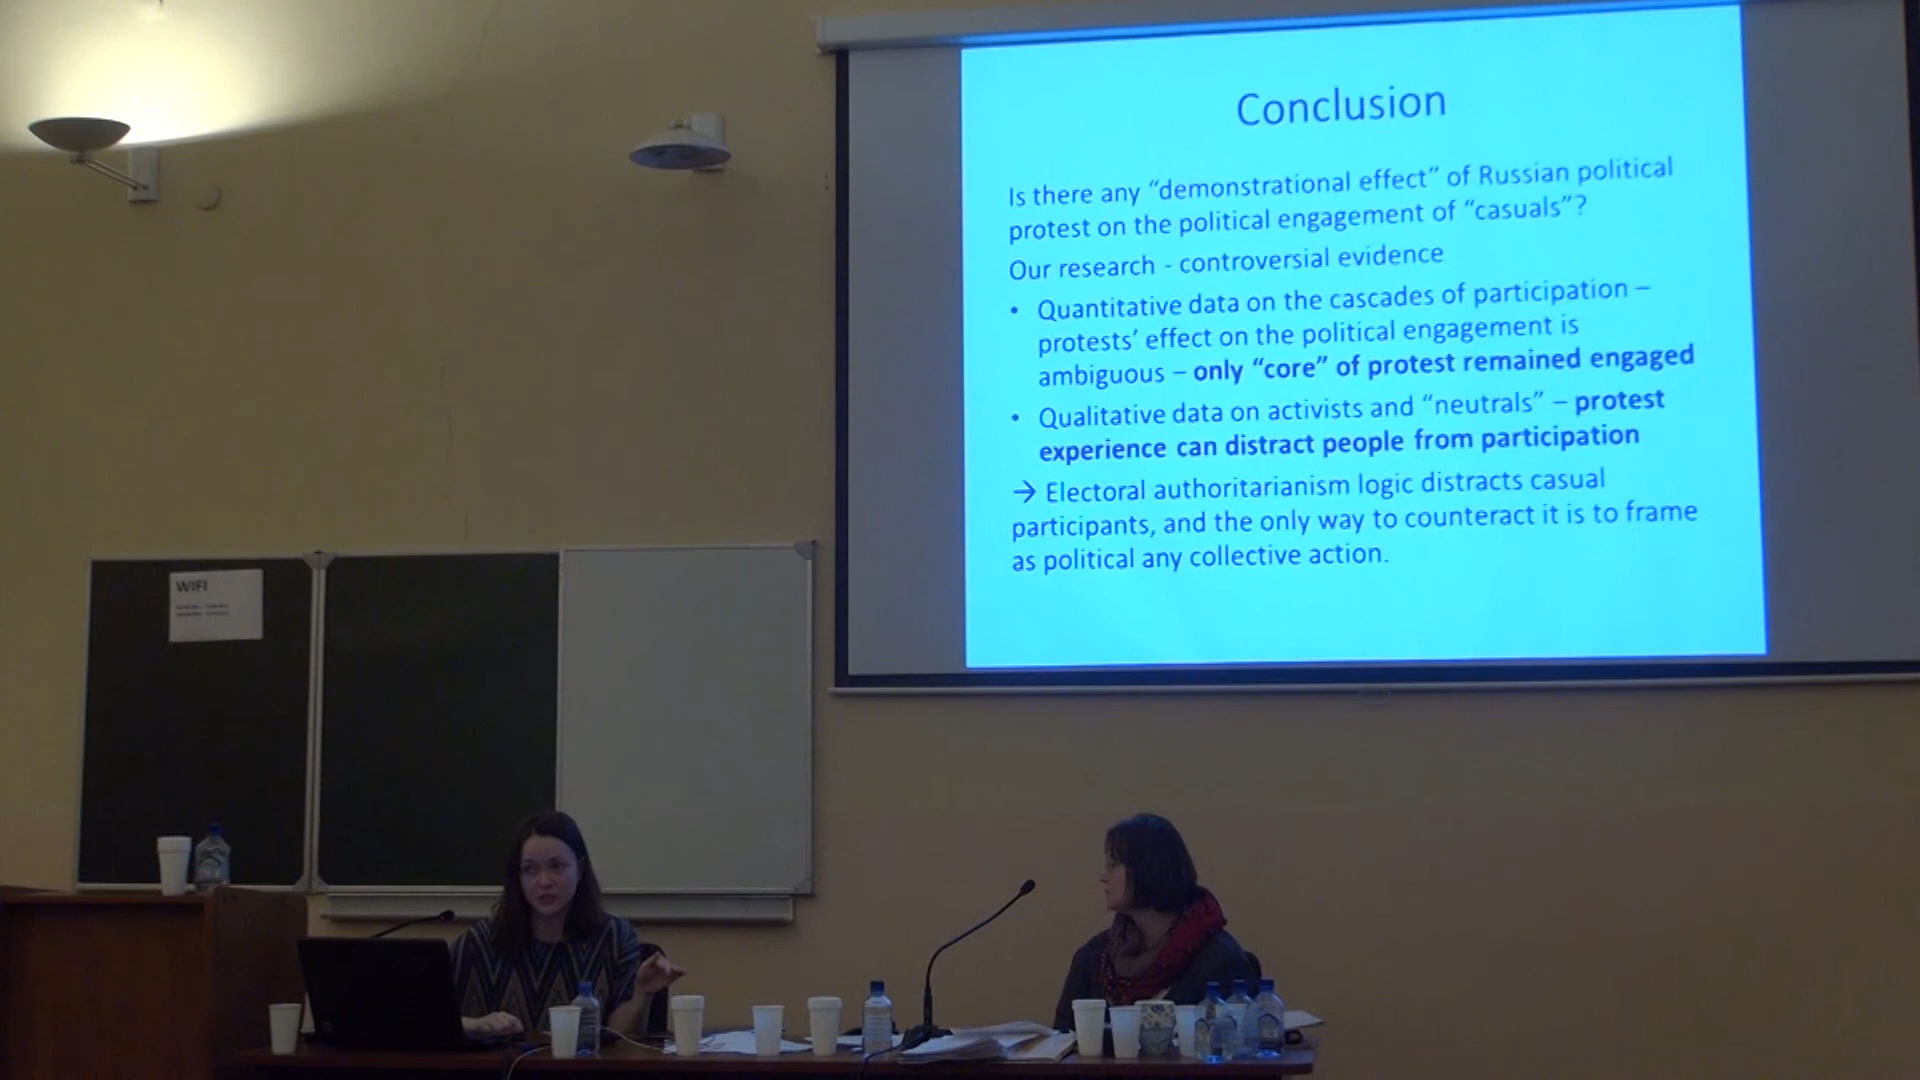 Conclusion
Is there any “demonstrational effect” of Russian political
protest on the political engagement of “casuals”?
Our research - controversial evidence
• Quantitative data on the cascades of participation –
protests’ effect on the political engagement is
ambiguous – only “core” of protest remained engaged
• Qualitative data on activists and “neutrals” – protest
experience can distract people from participation
→ Electoral authoritarianism logic distracts casual
participants, and the only way to counteract it is to frame
as political any collective action.
WIFI